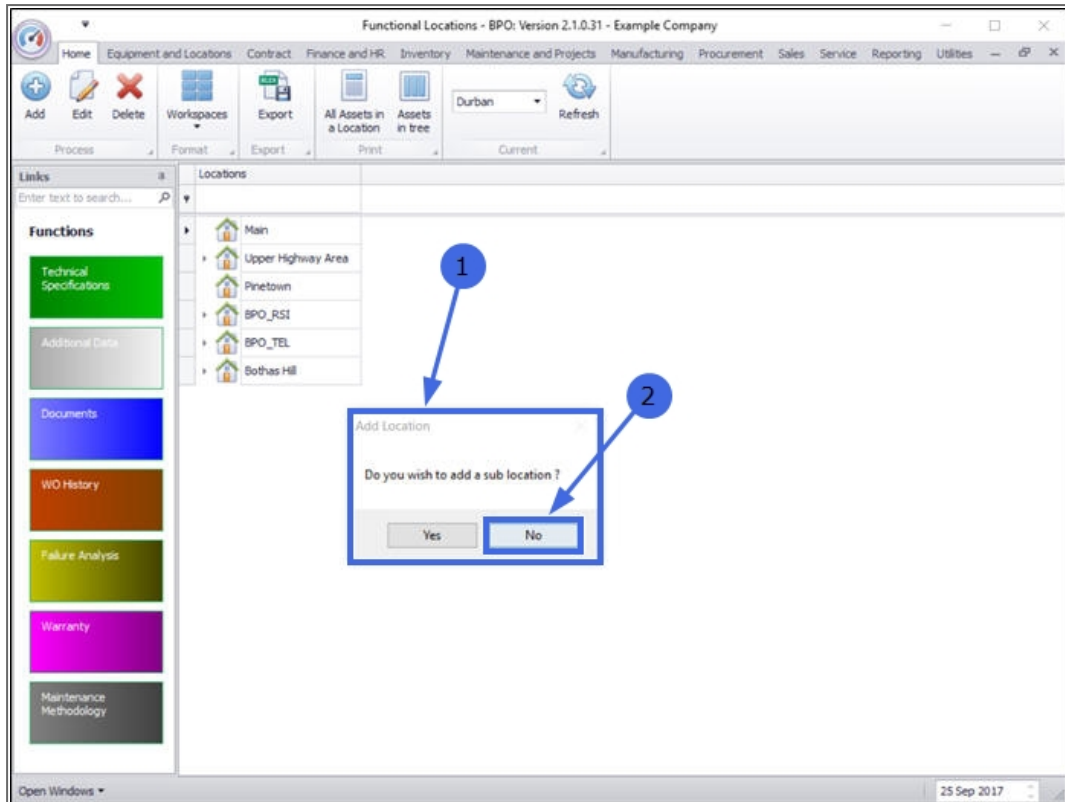 Functional Locations - BPO: Version 2.1.0.31 - Example Company
Home Equipment and Locations Contract Finance and HR Inventory Maintenance and Projects Manufacturing Procurement Sales Service Reporting Utilities
Add Edit Delete Workspaces Export All Assets in a Location Assets in tree Durban Refresh
Process Format Export Print Current
Links
Enter text to search...
Locations
Functions
Technical
Specifications
Additional Data
Documents
WO History
Failure Analysis
Warranty
Maintenance
Methodology
Main
Upper Highway Area
Pinetown
BPO_RSI
BPO_TEL
Bothas Hill
1
2
Add Location
Do you wish to add a sub location ?
Yes No
Open Windows 25 Sep 2017